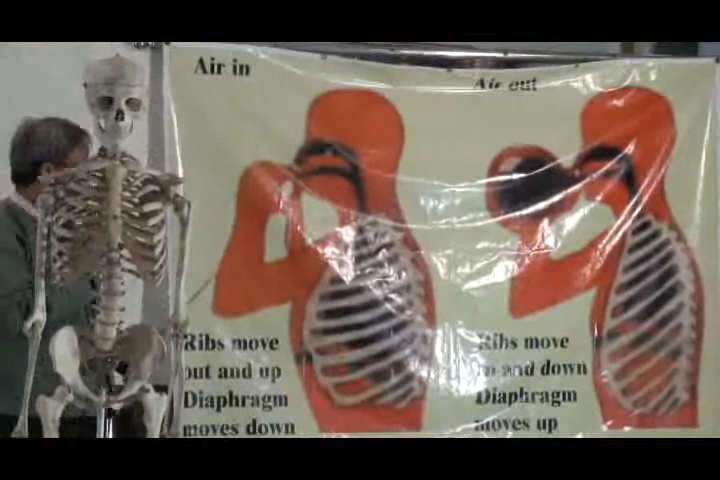 Air in
Air out
Ribs move
out and up
Diaphragm
moves down
Ribs move
in and down
Diaphragm
moves up